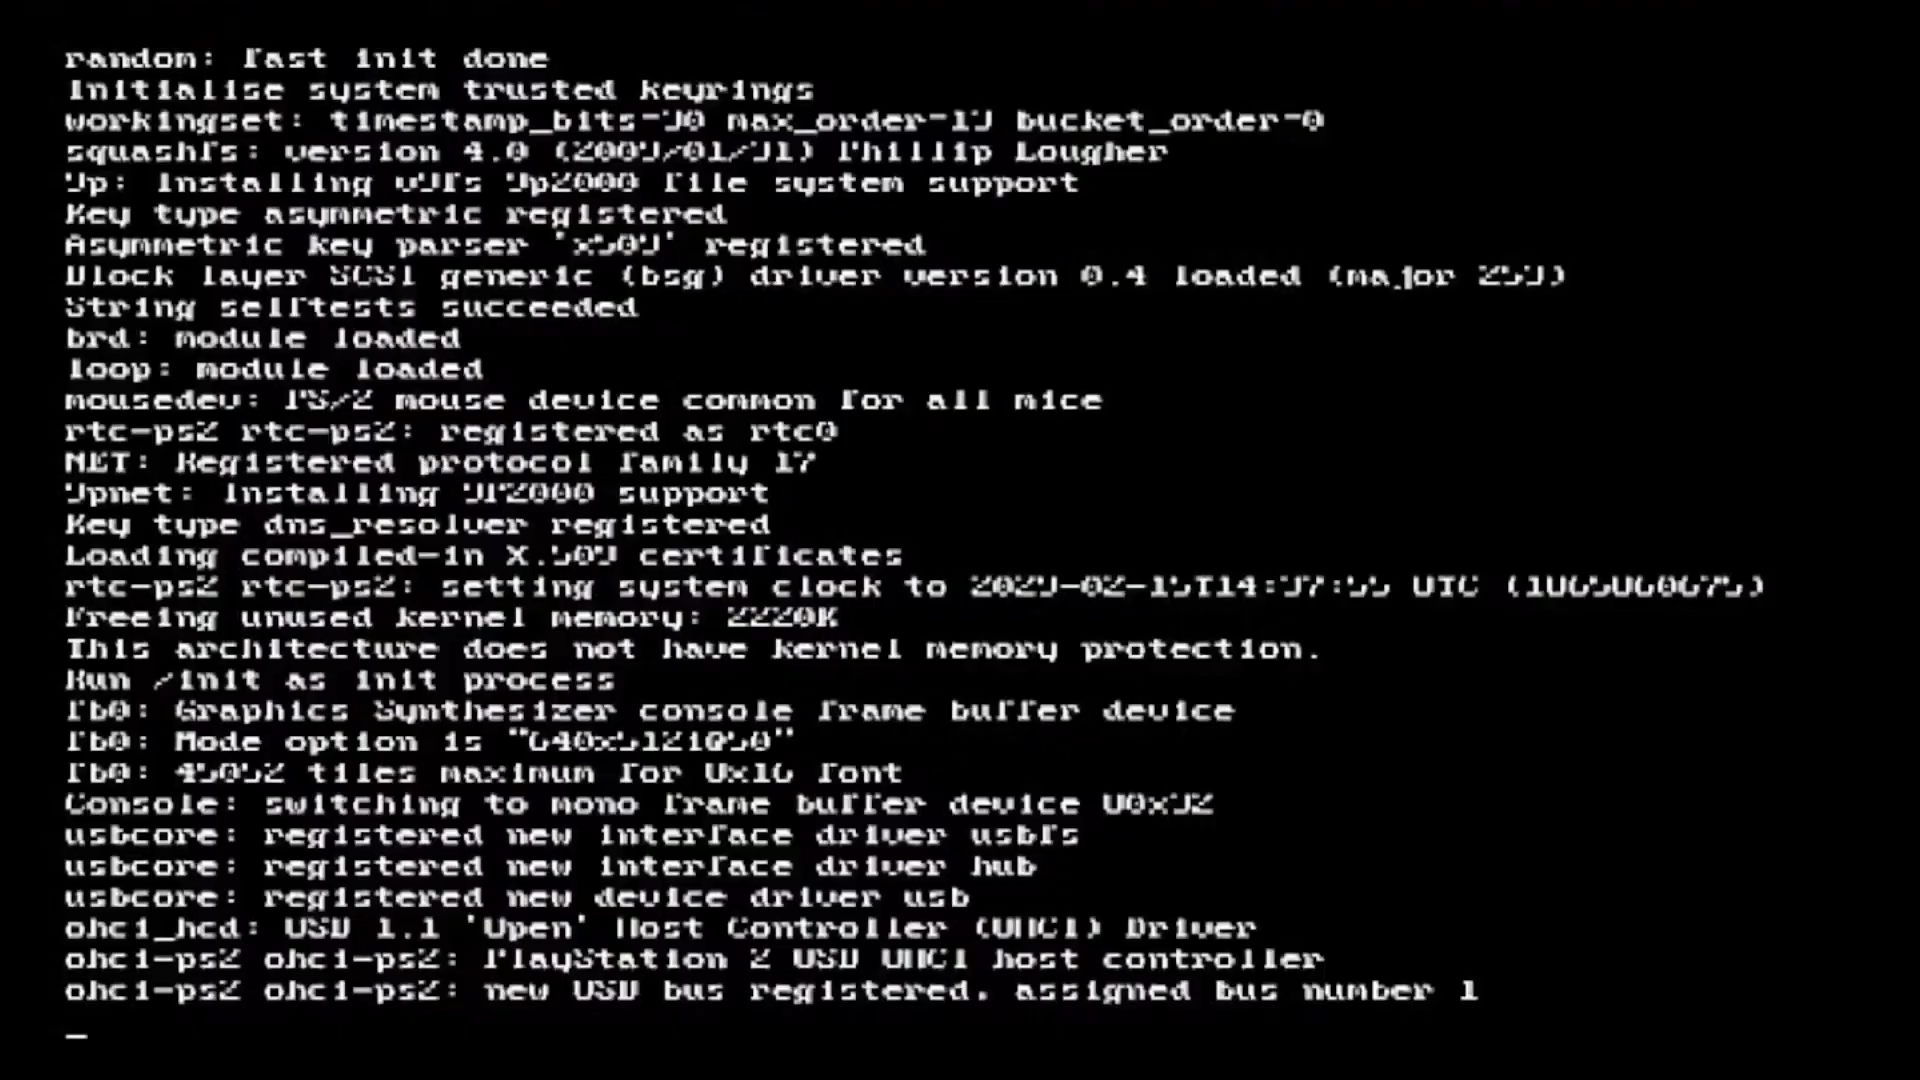 random: fast init done
Initialise system trusted keyrings
workingset: timestamp_bits=30 max_order=13 bucket_order=0
squashfs: version 4.0 (2009/01/31) Phillip Lougher
9p: Installing v9fs 9p2000 file system support
Key type asymmetric registered
Asymmetric key parser 'x509' registered
Block layer SCSI generic (bsg) driver version 0.4 loaded (major 253)
String selftests succeeded
brd: module loaded
loop: module loaded
mousedev: PS/2 mouse device common for all mice
rtc-ps2 rtc-ps2: registered as rtc0
NET: Registered protocol family 17
9pnet: Installing 9P2000 support
Key type dns_resolver registered
Loading compiled-in X.509 certificates
rtc-ps2 rtc-ps2: setting system clock to 2029-02-15T14:37:55 UTC (1865860675)
Freeing unused kernel memory: 2220K
This architecture does not have kernel memory protection.
Run /init as init process
fb0: Graphics Synthesizer console frame buffer device
fb0: Mode option is "640x512i@50"
fb0: 45052 tiles maximum for 8x16 font
Console: switching to mono frame buffer device 80x32
usbcore: registered new interface driver usbfs
usbcore: registered new interface driver hub
usbcore: registered new device driver usb
ohci_hcd: USB 1.1 'Open' Host Controller (OHCI) Driver
ohci-ps2 ohci-ps2: PlayStation 2 USB OHCI host controller
ohci-ps2 ohci-ps2: new USB bus registered, assigned bus number 1
_